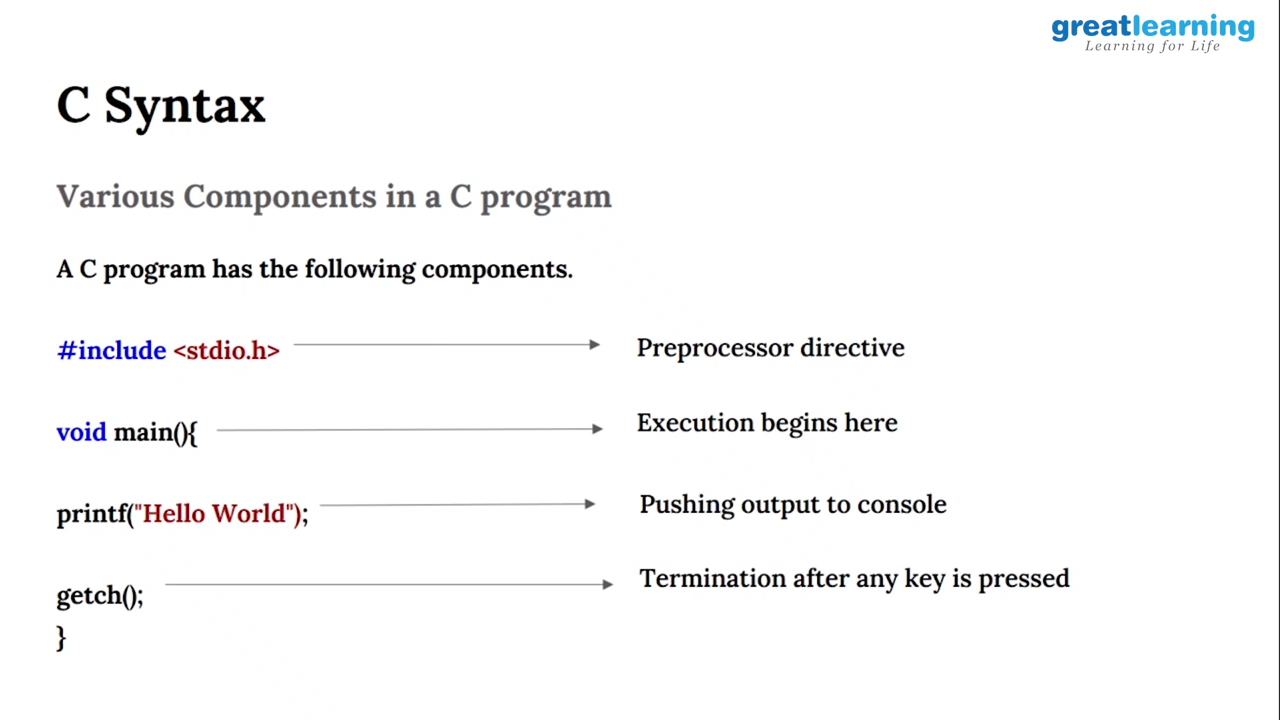 greatlearning
Learning for Life
C Syntax
Various Components in a C program
A C program has the following components.
#include <stdio.h>
Preprocessor directive
void main(){
Execution begins here
printf("Hello World");
Pushing output to console
getch();
Termination after any key is pressed
}